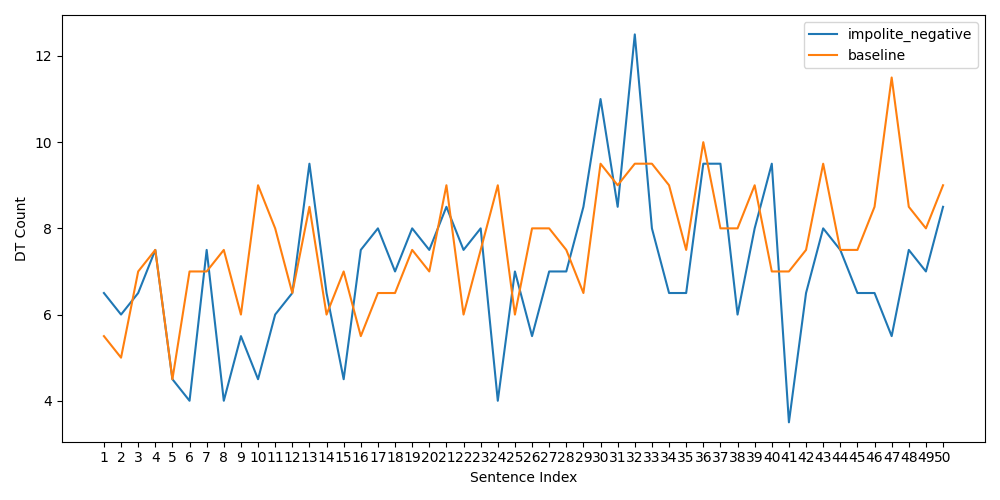 impolite_negative
baseline
DT Count
12
10
8
6
4
1 2 3 4 5 6 7 8 9 10 11 12 13 14 15 16 17 18 19 20 21 22 23 24 25 26 27 28 29 30 31 32 33 34 35 36 37 38 39 40 41 42 43 44 45 46 47 48 49 50
Sentence Index